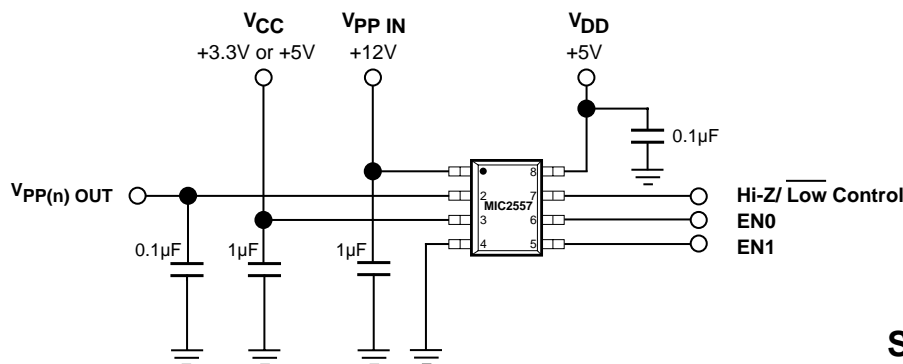 VCC
+3.3V or +5V
VPP IN
+12V
VDD
+5V
0.1µF
8
VPP(n) OUT
2
MIC2557
7
Hi-Z/ Low Control
3
6
EN0
4
5
EN1
0.1µF
1µF
1µF
S